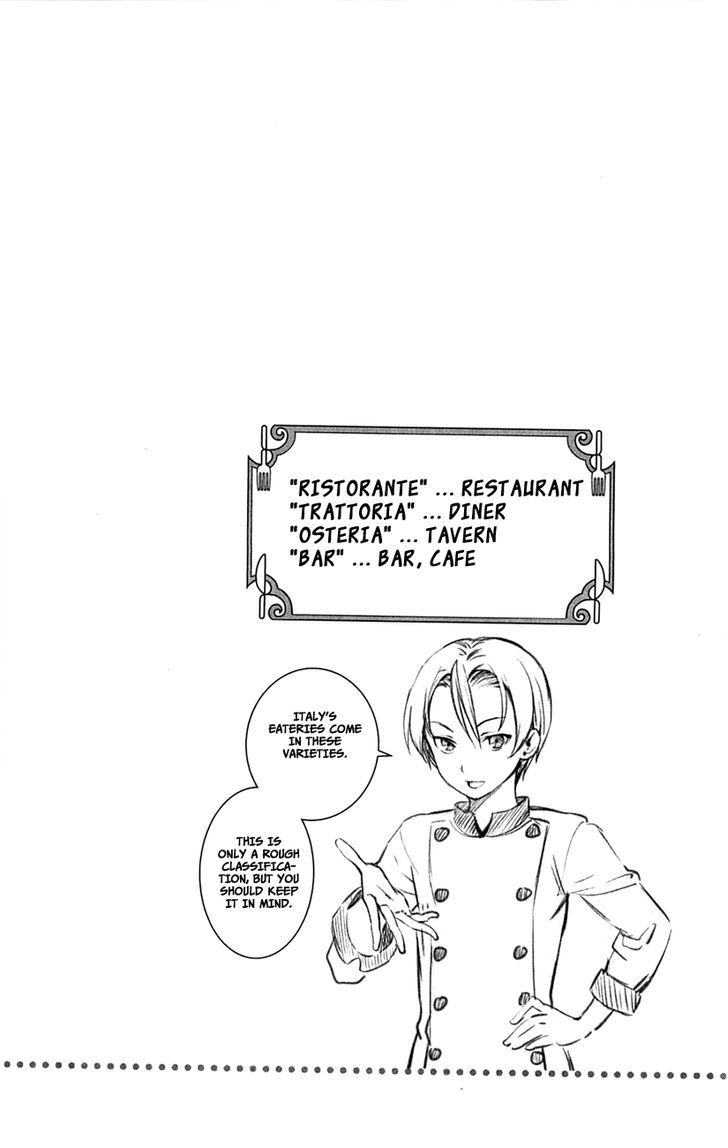 "RISTORANTE" ... RESTAURANT
"TRATTORIA" ... DINER
"OSTERIA" ... TAVERN
"BAR" ... BAR, CAFE
ITALY'S
EATERIES COME
IN THESE
VARIETIES.
THIS IS
ONLY A ROUGH
CLASSIFICA-
TION, BUT YOU
SHOULD KEEP
IT IN MIND.